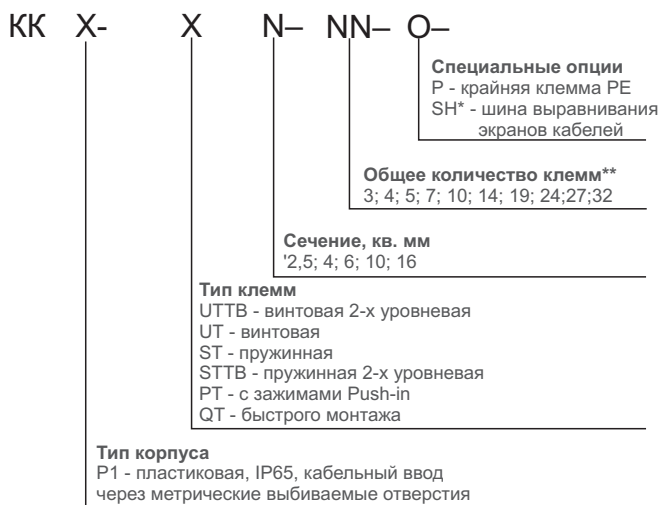 КК X- X N– NN– O–
Специальные опции
P - крайняя клемма PE
SH* - шина выравнивания
экранов кабелей
Общее количество клемм**
3; 4; 5; 7; 10; 14; 19; 24;27;32
Сечение, кв. мм
'2,5; 4; 6; 10; 16
Тип клемм
UTTB - винтовая 2-х уровневая
UT - винтовая
ST - пружинная
STTB - пружинная 2-х уровневая
PT - с зажимами Push-in
QT - быстрого монтажа
Тип корпуса
P1 - пластиковая, IP65, кабельный ввод
через метрические выбиваемые отверстия